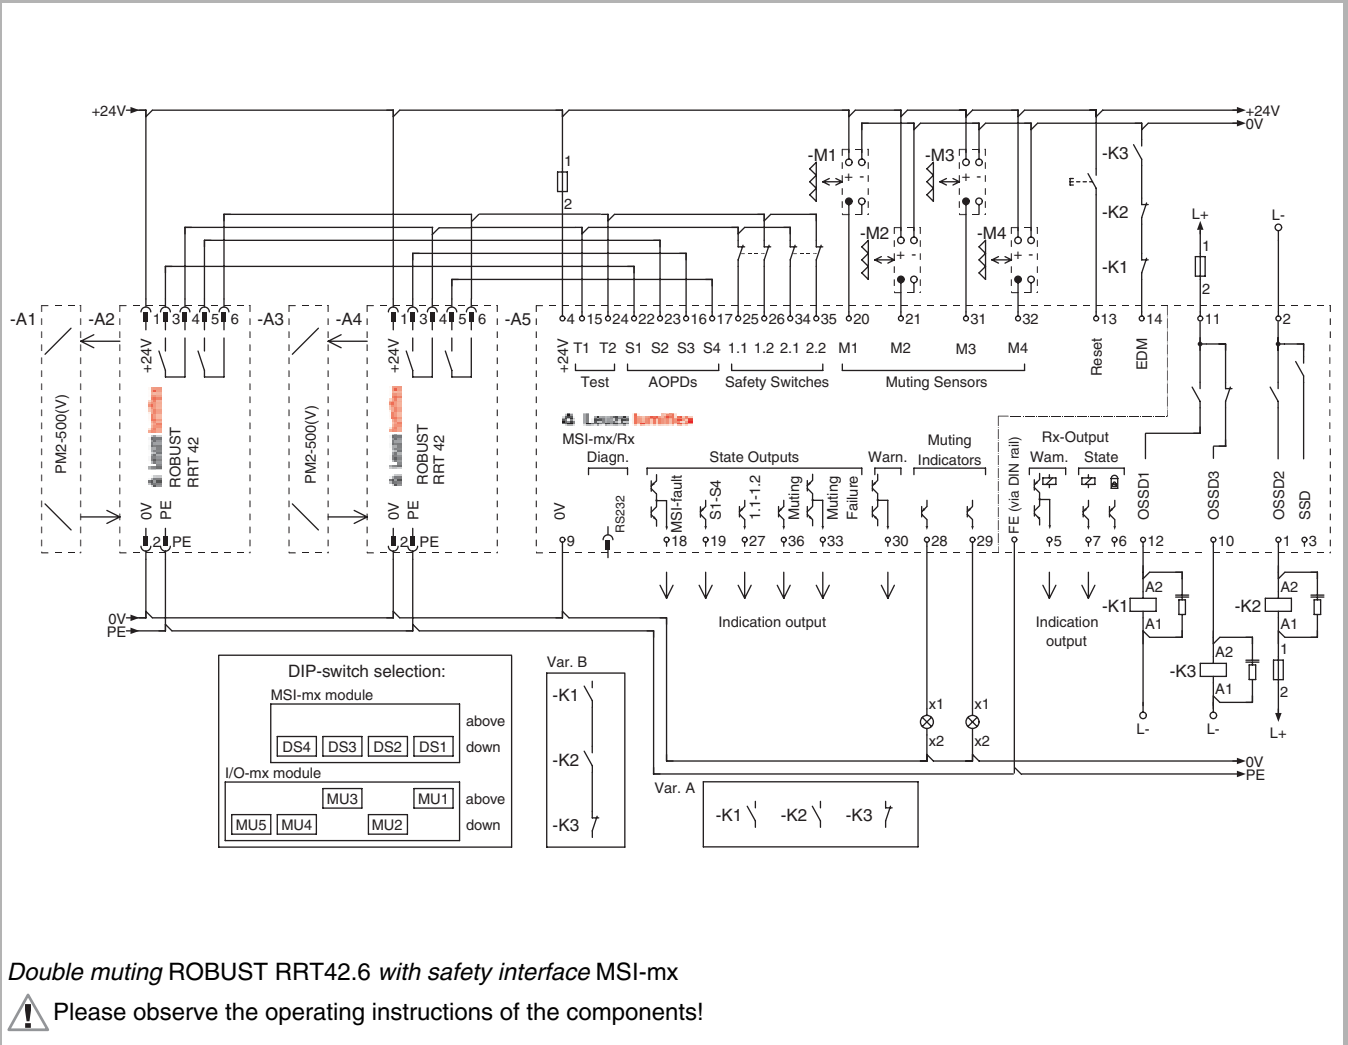 +24V
+24V
0V
-M1
-M3
-K3
1
2
+ -
+ -
-K2
L+
L-
-M2
-M4
+ -
+ -
-K1
1
2
-A1
-A2
1 3 4 5 6
-A3
-A4
1 3 4 5 6
-A5
4 15 24 22 23 16 17 25 26 34 35 20 21 31 32 13 14 11 2
+24V
+24V
+24V
T1 T2 S1 S2 S3 S4 1.1 1.2 2.1 2.2 M1 M2 M3 M4
Reset
EDM
Test
AOPDs
Safety Switches
Muting Sensors
PM2-500(V)
Leuze lumiflex
ROBUST
RRT 42
PM2-500(V)
Leuze lumiflex
ROBUST
RRT 42
Leuze lumiflex
MSI-mx/Rx
Diagn.
State Outputs
Warn.
Muting
Indicators
Rx-Output
Warn.
State
0V
PE
0V
PE
0V
RS232
MSI-fault
S1-S4
1.1-1.2
Muting
Muting
Failure
FE (via DIN rail)
OSSD1
OSSD3
OSSD2
SSD
2 PE
2 PE
9 18 19 27 36 33 30 28 29 5 7 6 12 10 1 3
A2
A2
-K1
-K2
A1
A1
0V
PE
Indication output
Indication
output
A2
-K3
A1
1
2
L-
L-
L+
DIP-switch selection:
MSI-mx module
above
DS4 DS3 DS2 DS1 down
I/O-mx module
MU3 MU1 above
MU5 MU4 MU2 down
Var. B
-K1
-K2
-K3
x1
x2
x1
x2
0V
PE
Var. A
-K1 -K2 -K3
Double muting ROBUST RRT42.6 with safety interface MSI-mx
Please observe the operating instructions of the components!